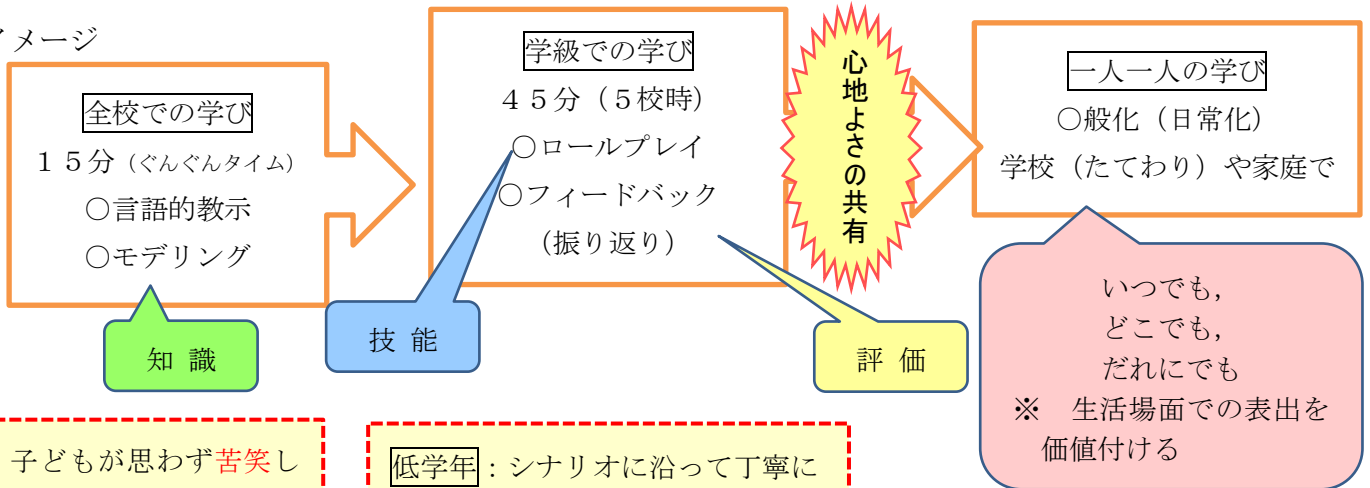 イメージ
全校での学び
１５分（ぐんぐんタイム）
○言語的教示
○モデリング
知 識
学級での学び
４５分（５校時）
○ロールプレイ
○フィードバック
（振り返り）
技 能
評 価
心地よさの共有
一人一人の学び
○般化（日常化）
学校（たてわり）や家庭で
いつでも，
どこでも，
だれにでも
※　生活場面での表出を
価値付ける
子どもが思わず苦笑し
低学年：シナリオに沿って丁寧に